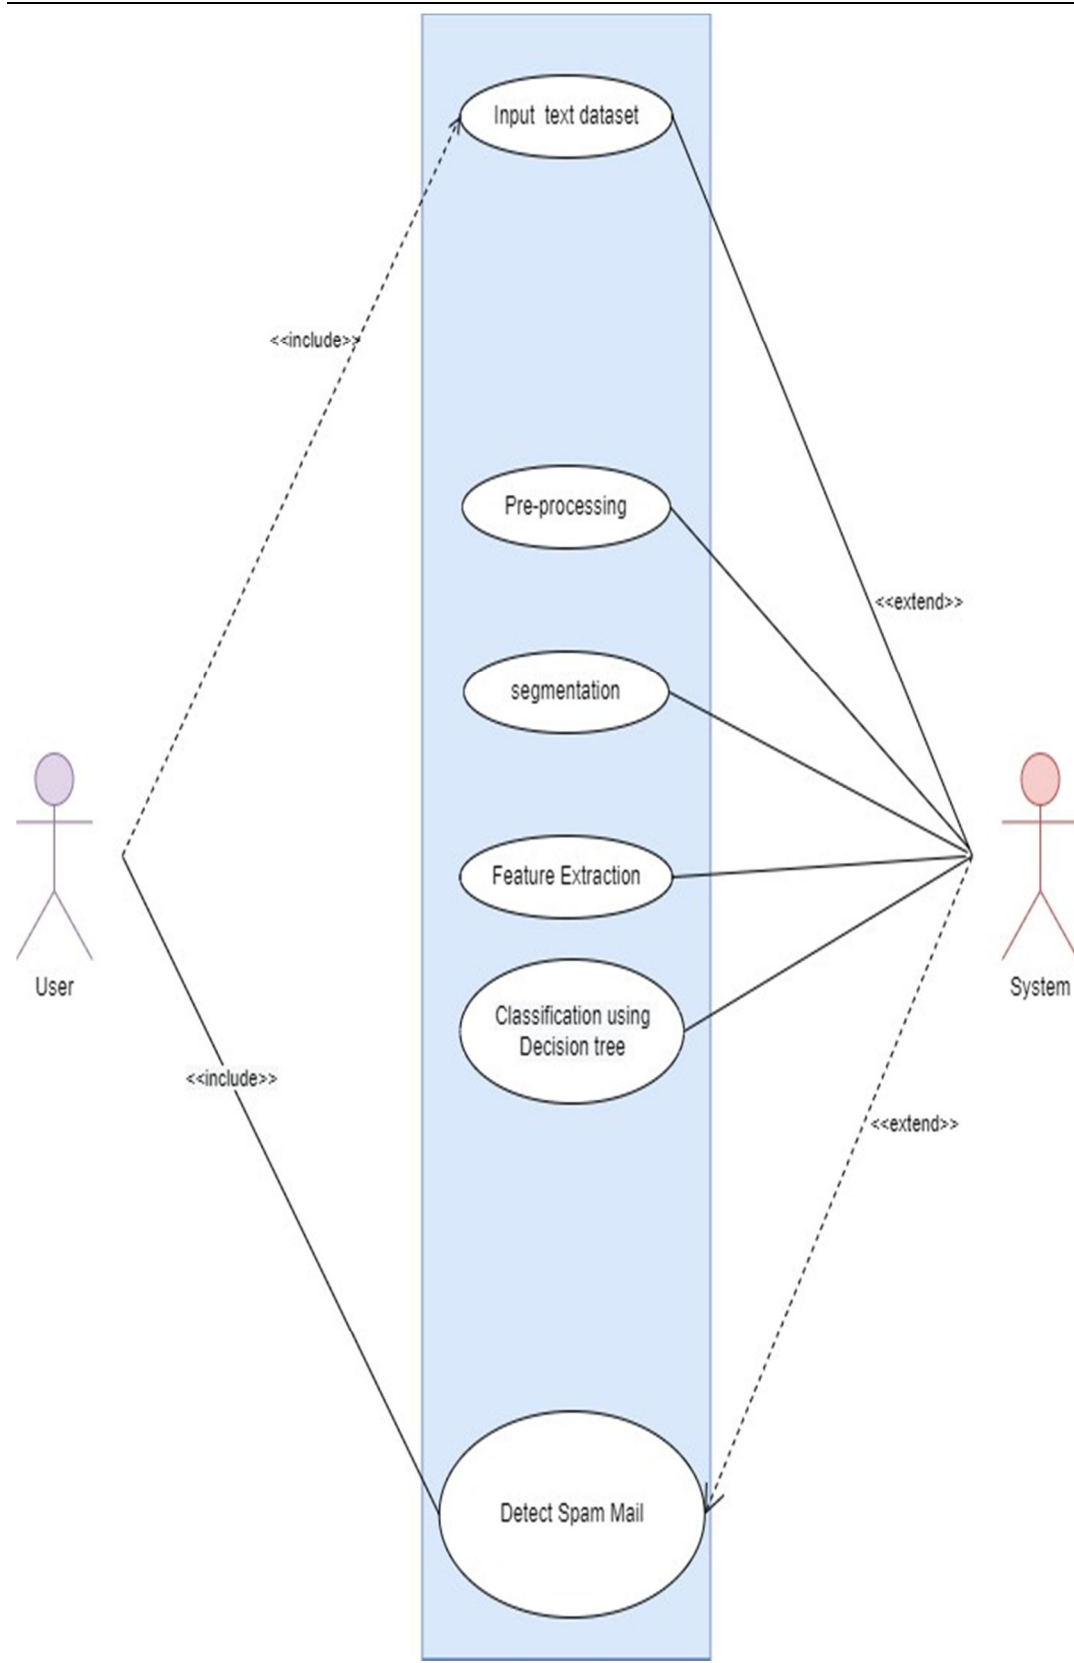 Input text dataset
<<include>>
Pre-processing
<<extend>>
segmentation
Feature Extraction
User
System
Classification using
Decision tree
<<include>>
<<extend>>
Detect Spam Mail